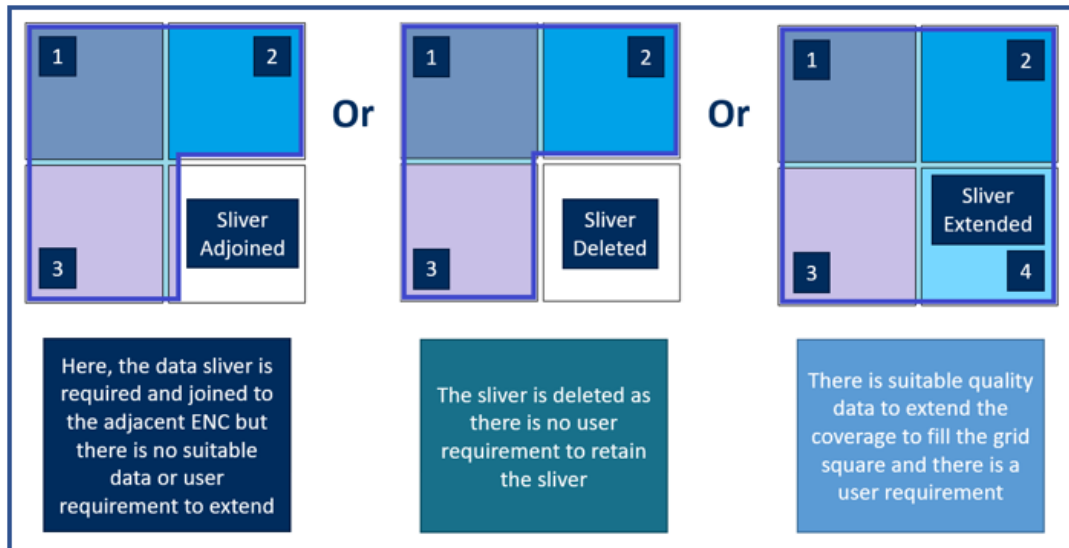 1
2
3
Sliver
Adjoined
Or
1
2
3
Sliver
Deleted
Or
1
2
3
Sliver
Extended
4
Here, the data sliver is
required and joined to
the adjacent ENC but
there is no suitable
data or user
requirement to extend
The sliver is deleted as
there is no user
requirement to retain
the sliver
There is suitable quality
data to extend the
coverage to fill the grid
square and there is a
user requirement